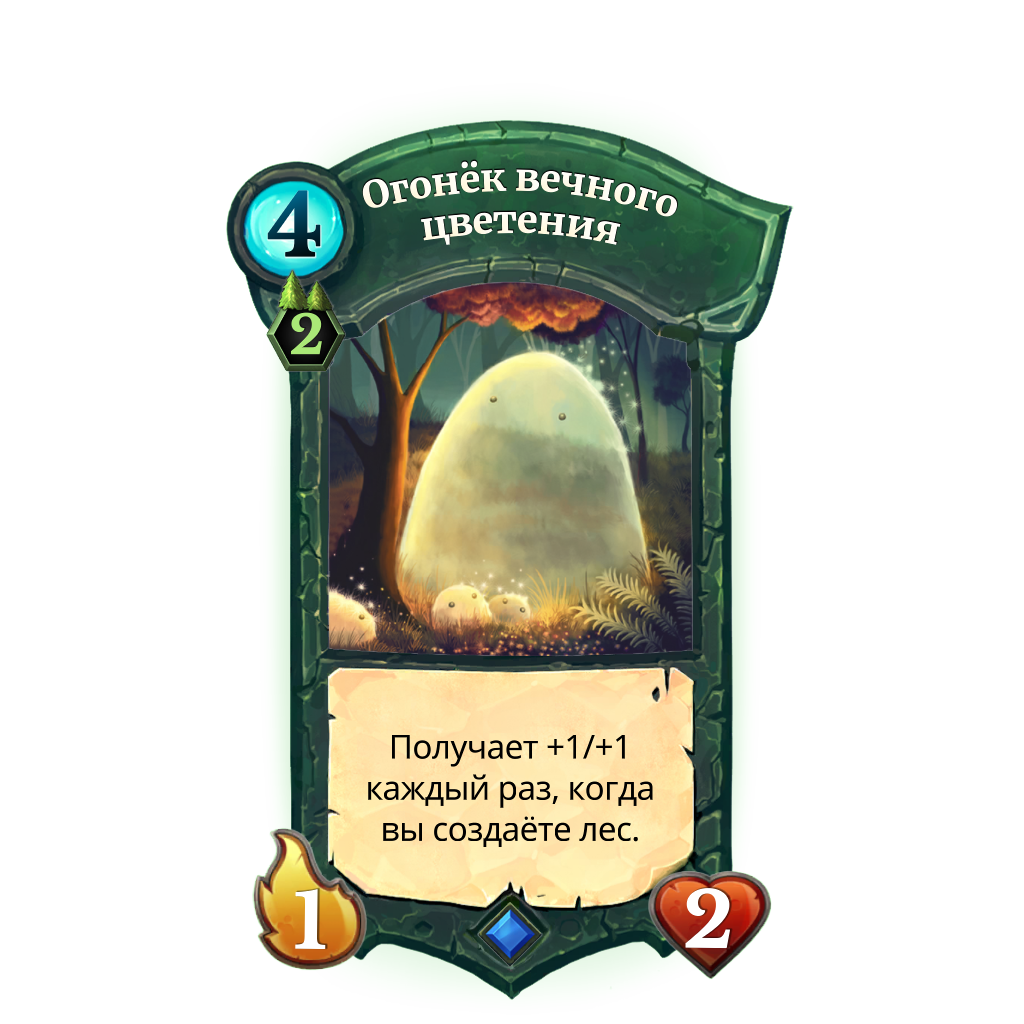 4
Огонёк вечного
цветения
2
Получает +1/+1
каждый раз, когда
вы создаёте лес.
1
2